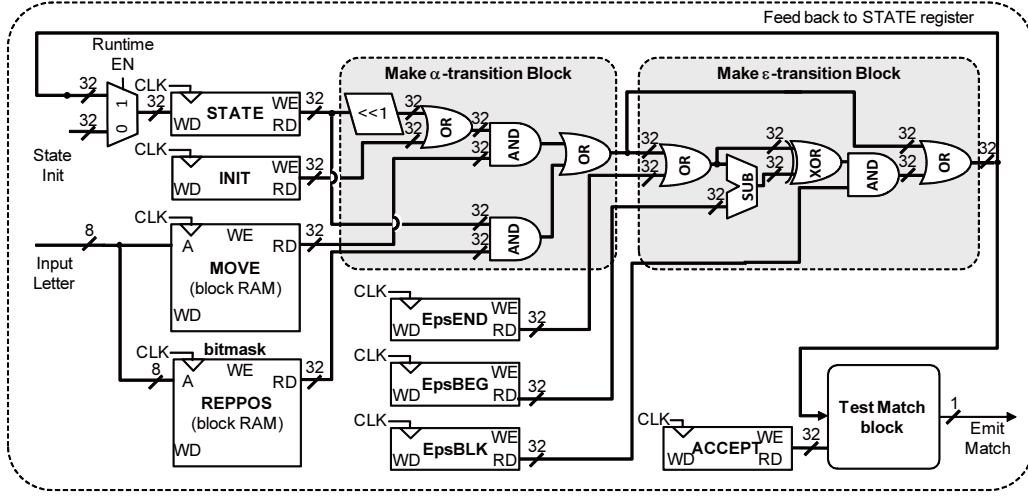 Feed back to STATE register
Runtime
EN
32
32
1
0
32
State
Init
CLK
WE
32
STATE
WD
RD
CLK
WE
INIT
32
WD
RD
Make α-transition Block
<<1
32
32
OR
32
32
AND
OR
32
32
AND
Make ε-transition Block
32
32
OR
32
32
SUB
32
XOR
AND
32
32
OR
32
8
Input
Letter
CLK
A
WE
RD
32
MOVE
(block RAM)
WD
bitmask
CLK
8
A
WE
RD
32
REPPOS
(block RAM)
WD
CLK
WE
EpsEND
32
WD
RD
CLK
WE
EpsBEG
32
WD
RD
CLK
WE
EpsBLK
32
WD
RD
CLK
WE
ACCEPT
32
WD
RD
Test Match
block
1
Emit
Match